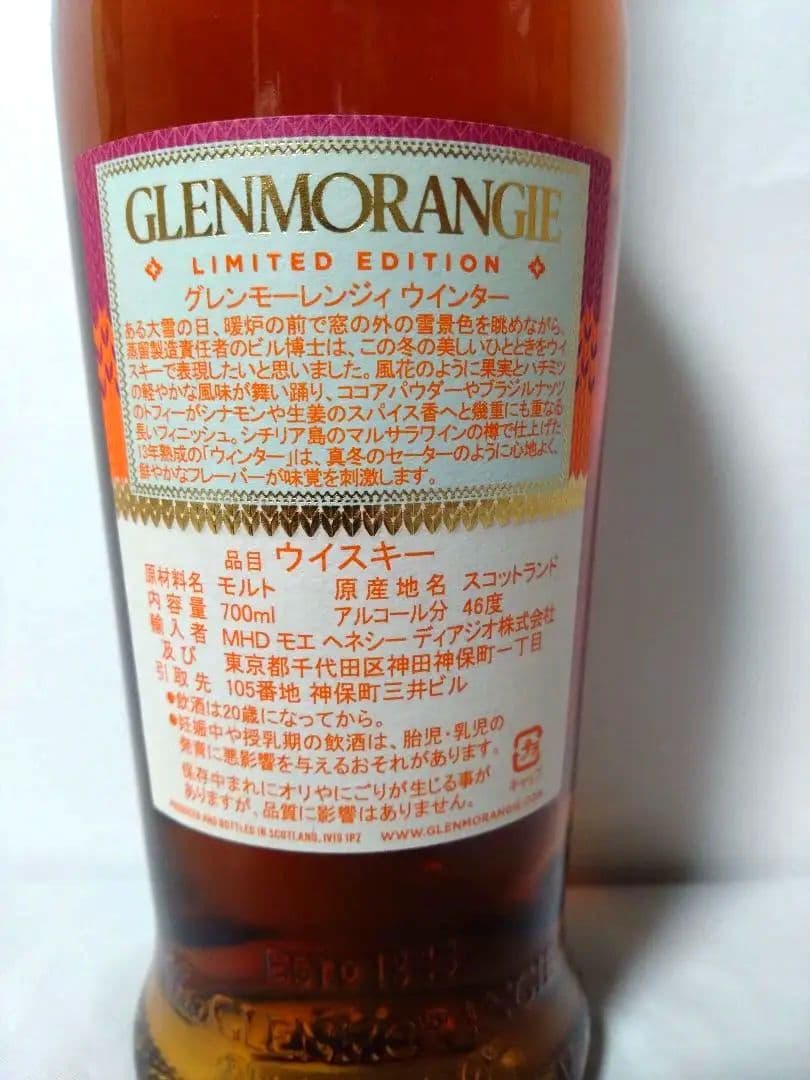 GLENMORANGIE
LIMITED EDITION
グレンモーレンジィ ウインター
ある大雪の日、暖炉の前で窓の外の雪景色を眺めながら、
蒸留製造責任者のビル博士は、この冬の美しいひとときをウイ
スキーで表現したいと思いました。風花のように果実とハチミツ
の軽やかな風味が舞い踊り、ココアパウダーやブラジルナッツ
のトフィーがシナモンや生姜のスパイス香へと幾重にも重なる
長いフィニッシュ。シチリア島のマルサラワインの樽で仕上げた
13年熟成の「ウィンター」は、真冬のセーターのように心地よく、
鮮やかなフレーバーが味覚を刺激します。
品目 ウイスキー
原材料名 モルト 原産地名 スコットランド
内容量 700ml アルコール分 46度
輸入者 MHD モエ ヘネシー ディアジオ株式会社
及び 東京都千代田区神田神保町一丁目
引取先 105番地 神保町三井ビル
●飲酒は20歳になってから。
●妊娠中や授乳期の飲酒は、胎児・乳児の
発育に悪影響を与えるおそれがあります。
保存中まれにオリやにごりが生じる事が
ありますが、品質に影響はありません。
キャップ
PRODUCED AND BOTTLED IN SCOTLAND, IV19 1PZ WWW.GLENMORANGIE.COM
GLENMORANGIE